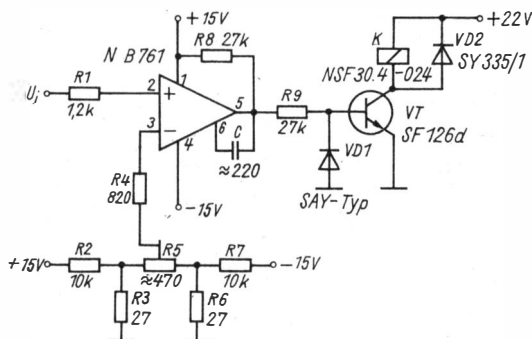 +15V
+22V
N B761
R8 27k
K
VD2
SY335/1
NSF30.4-024
Uj
R1
1,2k
2
+
1
5
R9
27k
VT
SF126d
3
−
6
C
≈220
4
VD1
R4
820
−15V
SAY-Typ
+15V
R2
10k
R5
≈470
R7
10k
−15V
R3
27
R6
27